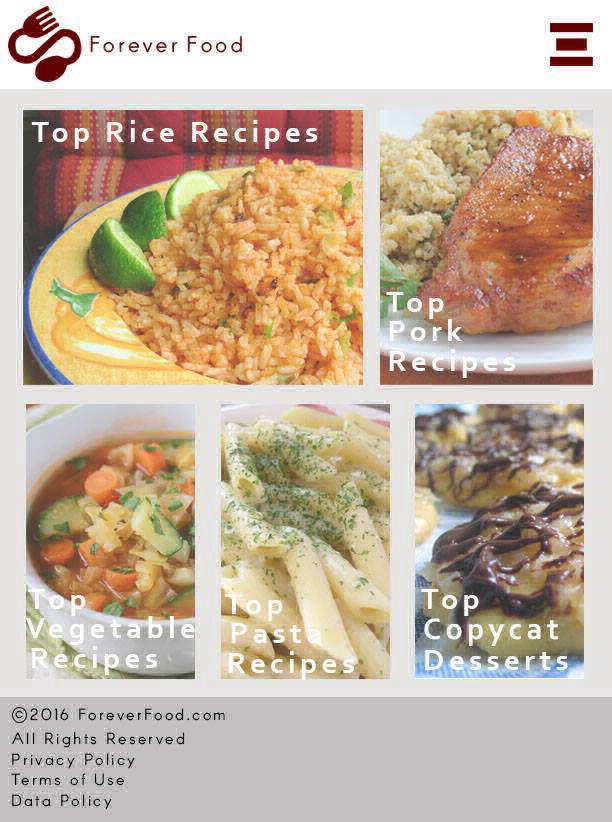 Forever Food
Top Rice Recipes
Top
Pork
Recipes
Top
Vegetable
Recipes
Top
Pasta
Recipes
Top
Copycat
Desserts
©2016 ForeverFood.com
All Rights Reserved
Privacy Policy
Terms of Use
Data Policy